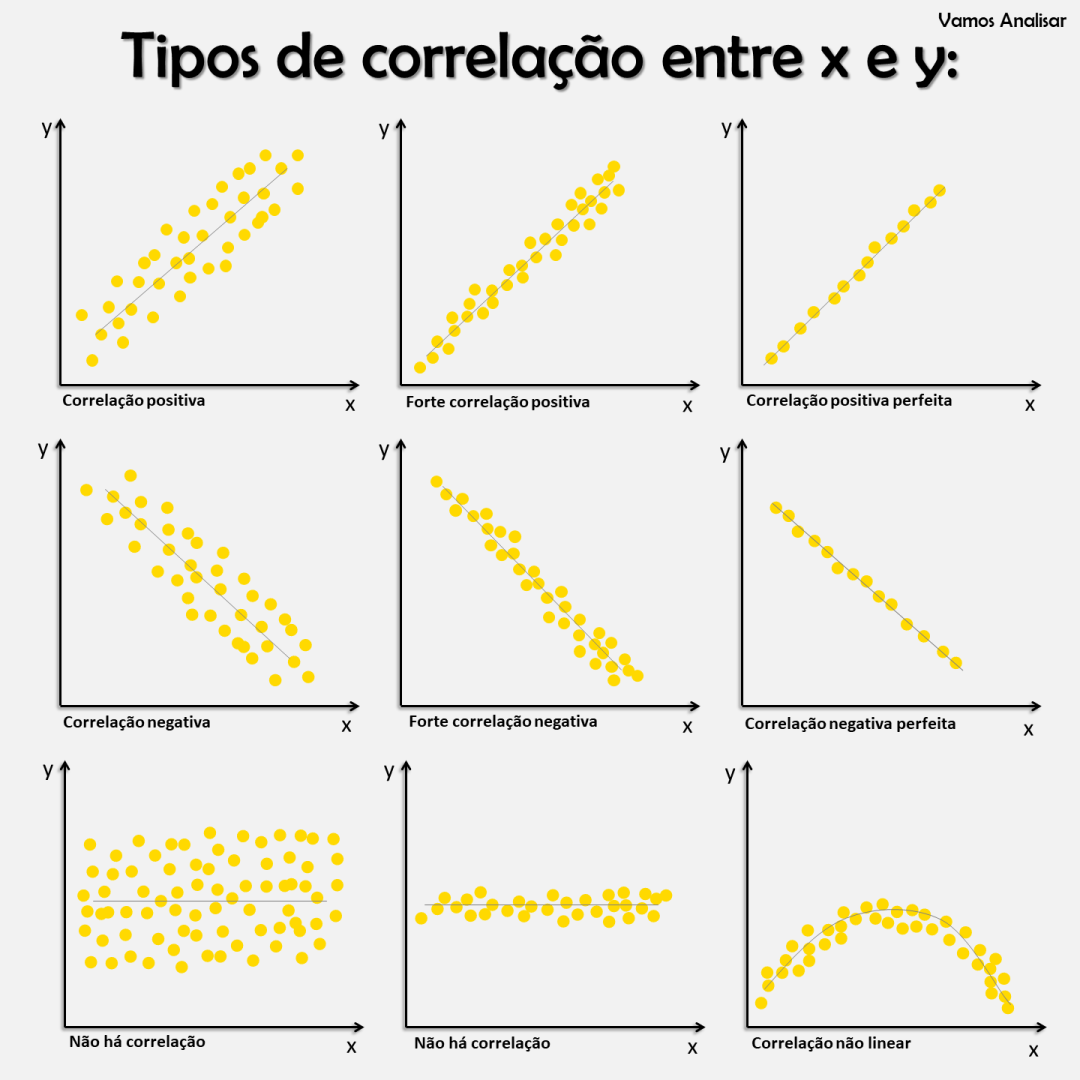 Vamos Analisar
Tipos de correlação entre x e y:
y
y
y
Correlação positiva
x
Forte correlação positiva
x
Correlação positiva perfeita
x
y
y
y
Correlação negativa
x
Forte correlação negativa
x
Correlação negativa perfeita
x
y
y
y
Não há correlação
x
Não há correlação
x
Correlação não linear
x